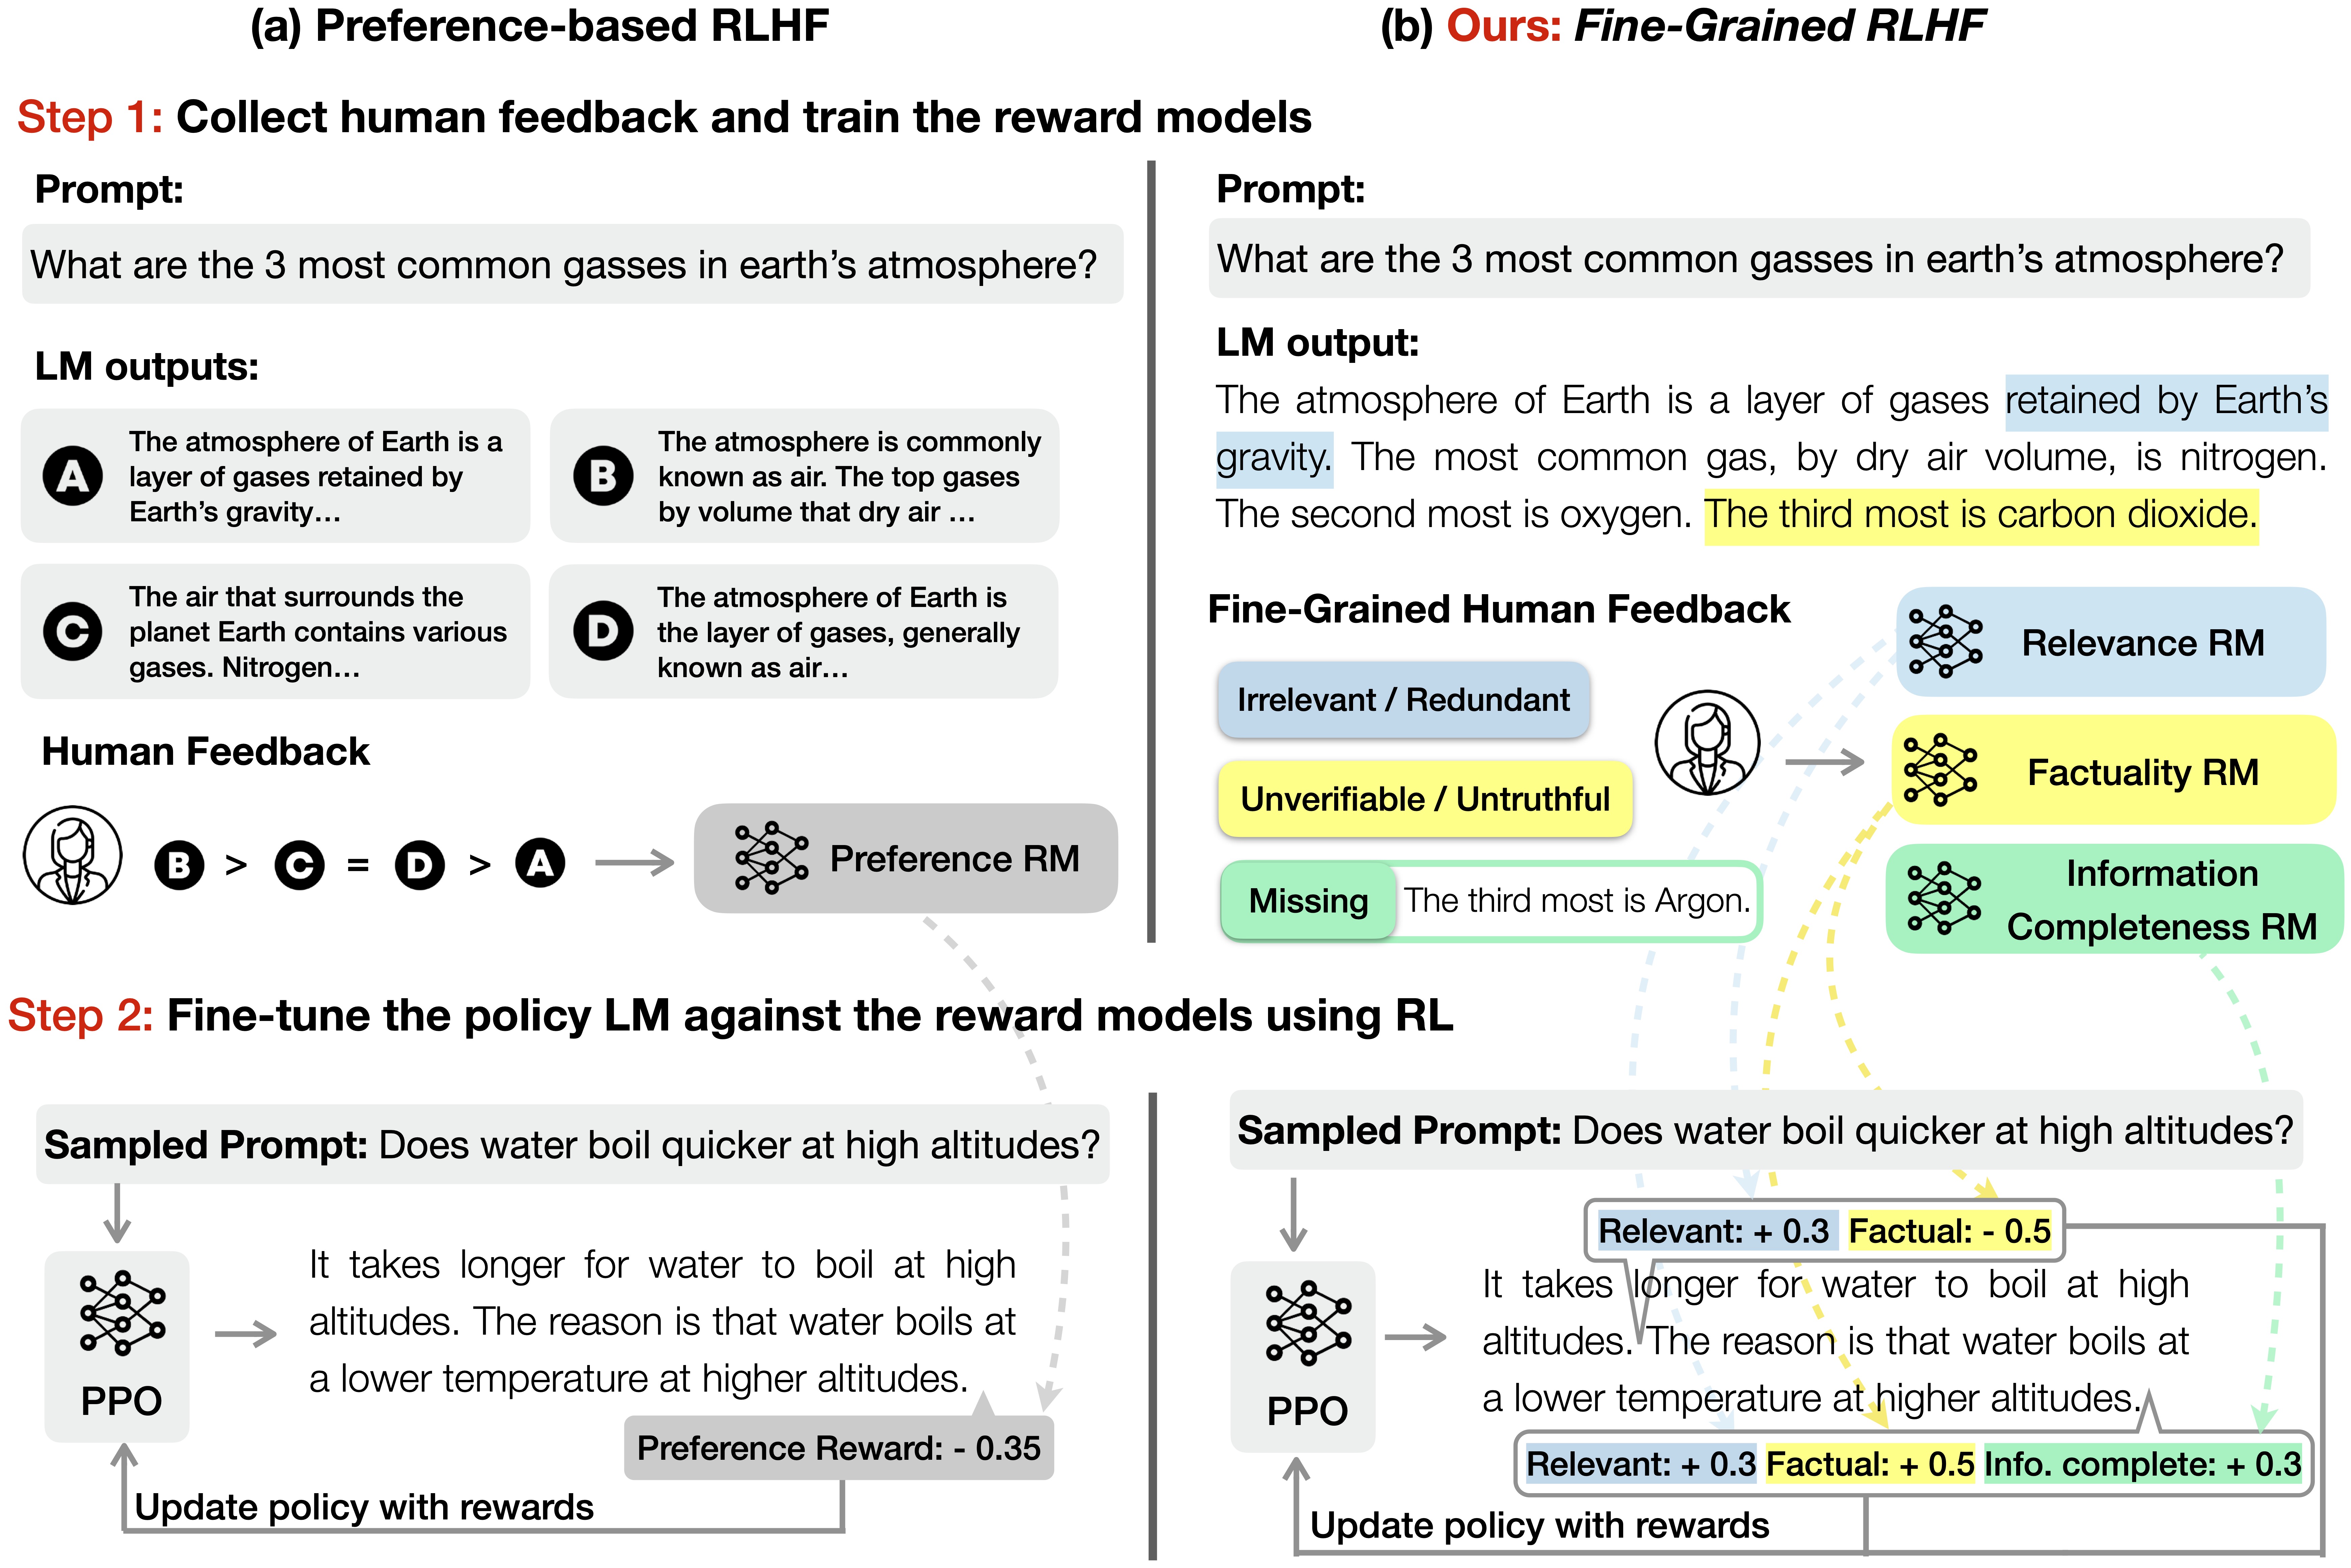 (a) Preference-based RLHF
(b) Ours: Fine-Grained RLHF
Step 1: Collect human feedback and train the reward models
Prompt:
What are the 3 most common gasses in earth’s atmosphere?
LM outputs:
A
The atmosphere of Earth is a
layer of gases retained by
Earth’s gravity...
B
The atmosphere is commonly
known as air. The top gases
by volume that dry air ...
C
The air that surrounds the
planet Earth contains various
gases. Nitrogen...
D
The atmosphere of Earth is
the layer of gases, generally
known as air...
Human Feedback
B > C = D > A
Preference RM
Prompt:
What are the 3 most common gasses in earth’s atmosphere?
LM output:
The atmosphere of Earth is a layer of gases retained by Earth’s
gravity. The most common gas, by dry air volume, is nitrogen.
The second most is oxygen. The third most is carbon dioxide.
Fine-Grained Human Feedback
Irrelevant / Redundant
Unverifiable / Untruthful
Missing The third most is Argon.
Relevance RM
Factuality RM
Information
Completeness RM
Step 2: Fine-tune the policy LM against the reward models using RL
Sampled Prompt: Does water boil quicker at high altitudes?
PPO
It takes longer for water to boil at high
altitudes. The reason is that water boils at
a lower temperature at higher altitudes.
Preference Reward: - 0.35
Update policy with rewards
Sampled Prompt: Does water boil quicker at high altitudes?
Relevant: + 0.3 Factual: - 0.5
PPO
It takes longer for water to boil at high
altitudes. The reason is that water boils at
a lower temperature at higher altitudes.
Relevant: + 0.3 Factual: + 0.5 Info. complete: + 0.3
Update policy with rewards